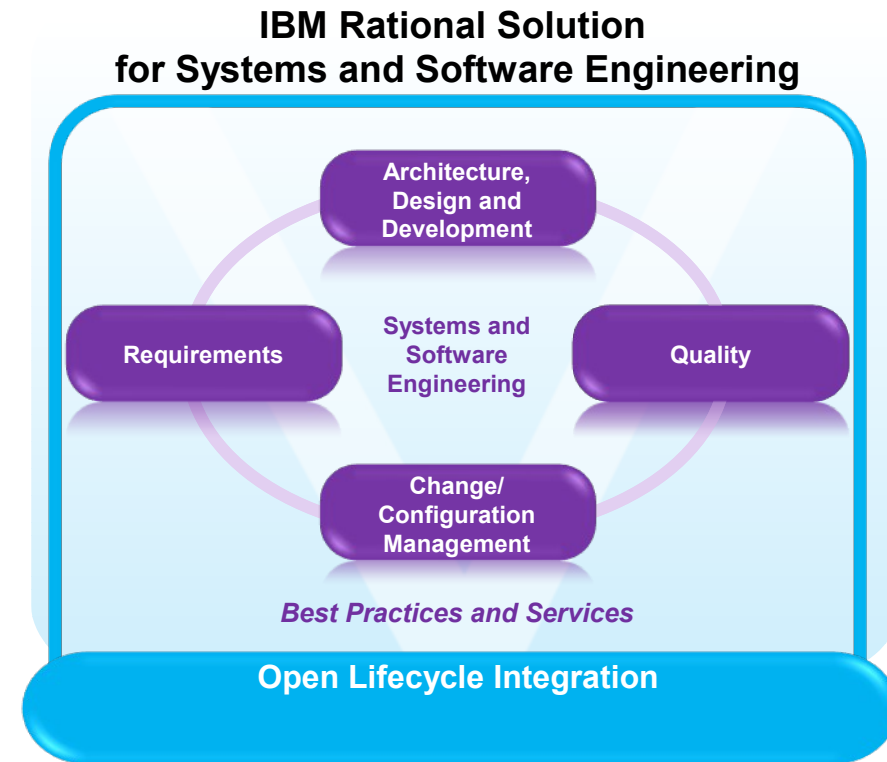 IBM Rational Solution
for Systems and Software Engineering
Architecture,
Design and
Development
Requirements
Systems and
Software
Engineering
Quality
Change/
Configuration
Management
Best Practices and Services
Open Lifecycle Integration